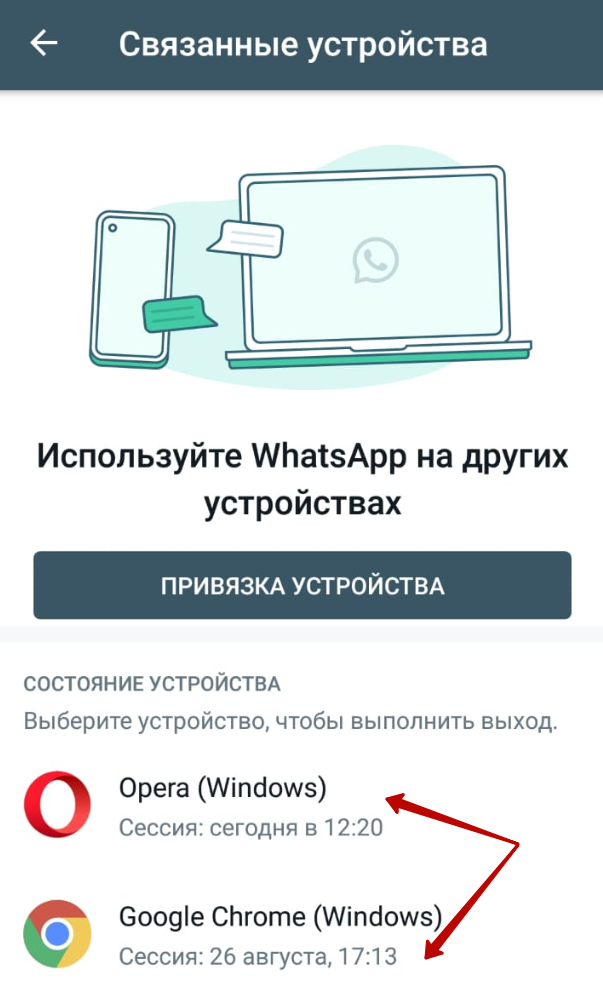 Связанные устройства
Используйте WhatsApp на других
устройствах
ПРИВЯЗКА УСТРОЙСТВА
СОСТОЯНИЕ УСТРОЙСТВА
Выберите устройство, чтобы выполнить выход.
Opera (Windows)
Сессия: сегодня в 12:20
Google Chrome (Windows)
Сессия: 26 августа, 17:13